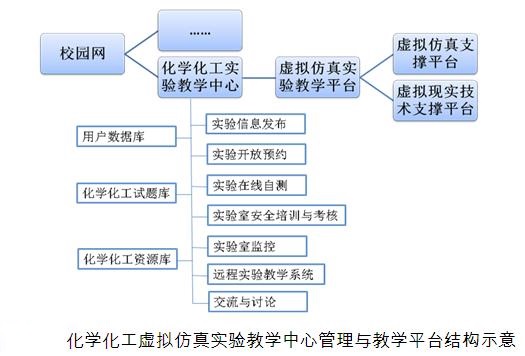 校园网
……
化学化工实
验教学中心
虚拟仿真实
验教学平台
虚拟仿真支
撑平台
虚拟现实技
术支撑平台
用户数据库
化学化工试题库
化学化工资源库
实验信息发布
实验开放预约
实验在线自测
实验室安全培训与考核
实验室监控
远程实验教学系统
交流与讨论
化学化工虚拟仿真实验教学中心管理与教学平台结构示意